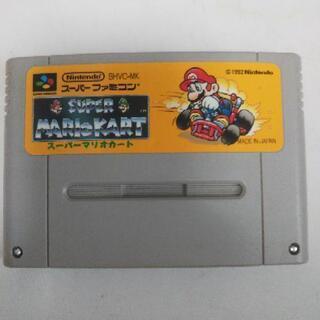 Nintendo SHVC-MK
スーパーファミコン
SUPER
MARIOKART
スーパーマリオカート
© 1992 Nintendo
MADE IN JAPAN